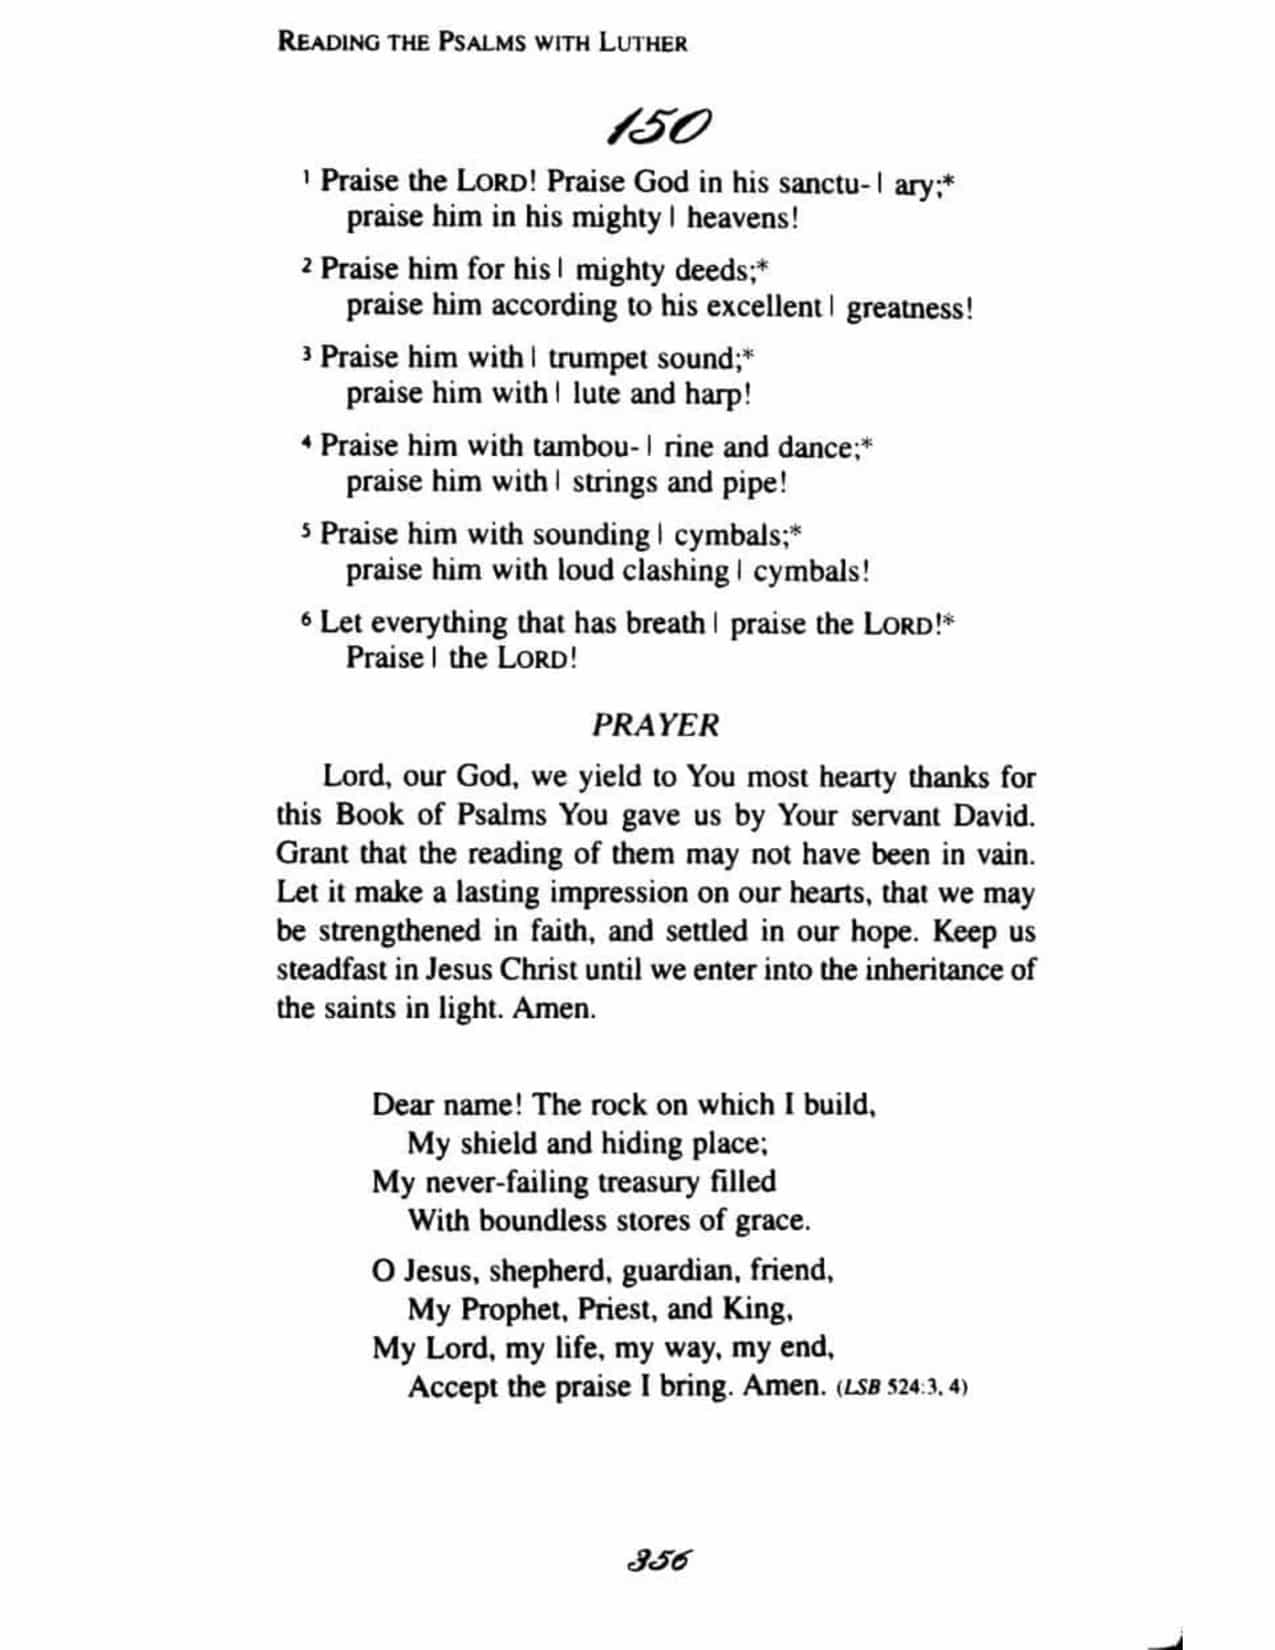 READING THE PSALMS WITH LUTHER
150
1 Praise the LORD! Praise God in his sanctu- | ary;*
praise him in his mighty | heavens!
2 Praise him for his | mighty deeds;*
praise him according to his excellent | greatness!
3 Praise him with | trumpet sound;*
praise him with | lute and harp!
4 Praise him with tambou- | rine and dance;*
praise him with | strings and pipe!
5 Praise him with sounding | cymbals;*
praise him with loud clashing | cymbals!
6 Let everything that has breath | praise the LORD!*
Praise | the LORD!
PRAYER
Lord, our God, we yield to You most hearty thanks for
this Book of Psalms You gave us by Your servant David.
Grant that the reading of them may not have been in vain.
Let it make a lasting impression on our hearts, that we may
be strengthened in faith, and settled in our hope. Keep us
steadfast in Jesus Christ until we enter into the inheritance of
the saints in light. Amen.
Dear name! The rock on which I build,
My shield and hiding place;
My never-failing treasury filled
With boundless stores of grace.
O Jesus, shepherd, guardian, friend,
My Prophet, Priest, and King,
My Lord, my life, my way, my end,
Accept the praise I bring. Amen. (LSB 524:3, 4)
356